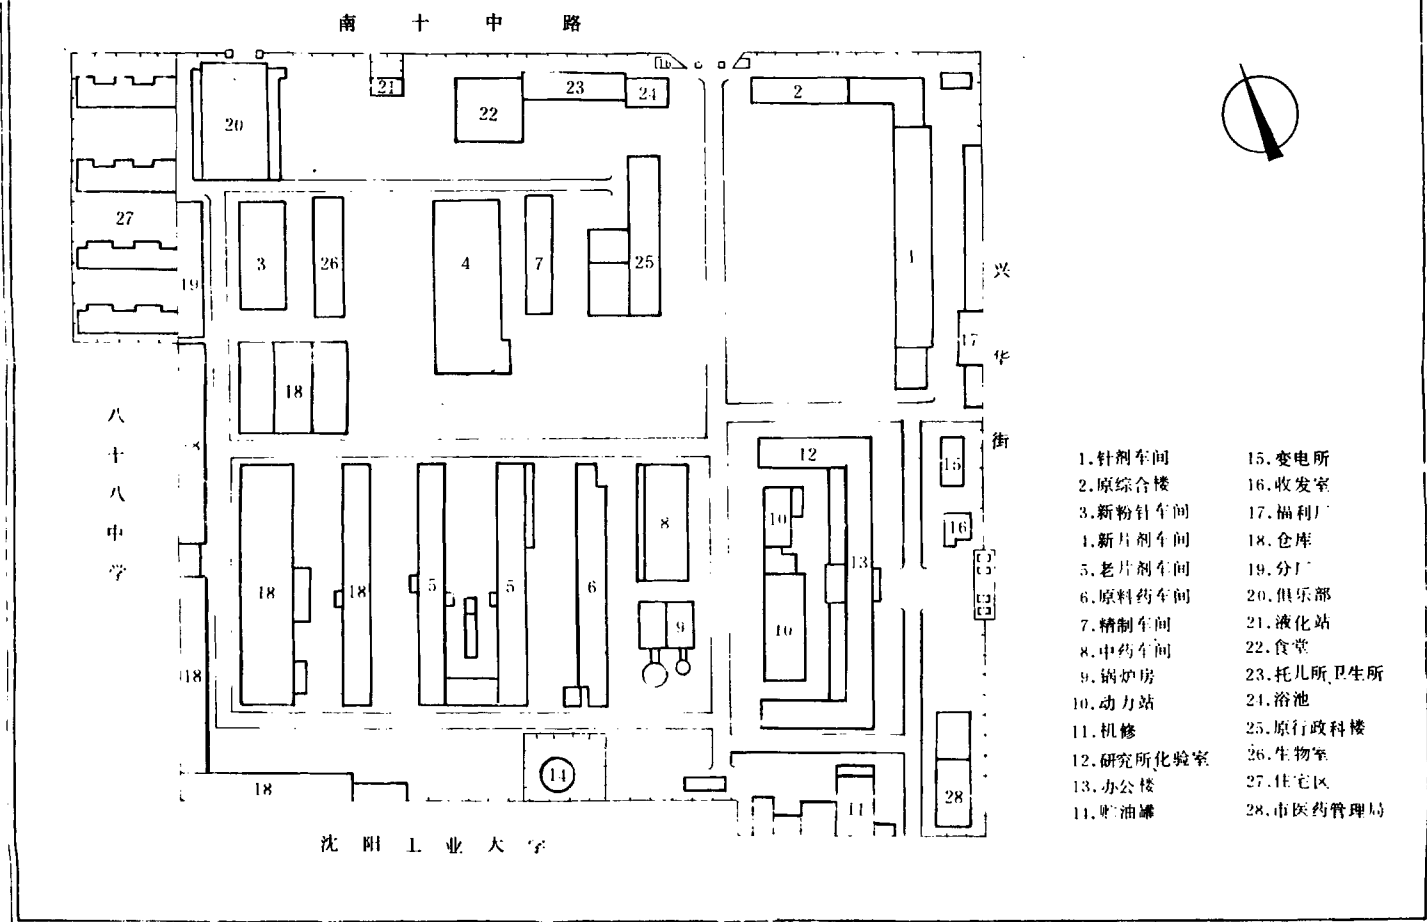 南十中路
16
21
23
24
2
22
20
27
19
3
26
4
7
25
1
兴华街
17
18
八十八中学
8
12
15
10
16
8
13
18
18
5
5
6
9
10
18
14
18
11
28
沈阳工业大学
1.针剂车间
2.原综合楼
3.新粉针车间
4.新片剂车间
5.老片剂车间
6.原料药车间
7.精制车间
8.中药车间
9.锅炉房
10.动力站
11.机修
12.研究所化验室
13.办公楼
14.贮油罐
15.变电所
16.收发室
17.福利厂
18.仓库
19.分厂
20.俱乐部
21.液化站
22.食堂
23.托儿所、卫生所
24.浴池
25.原行政科楼
26.生物室
27.住宅区
28.市医药管理局